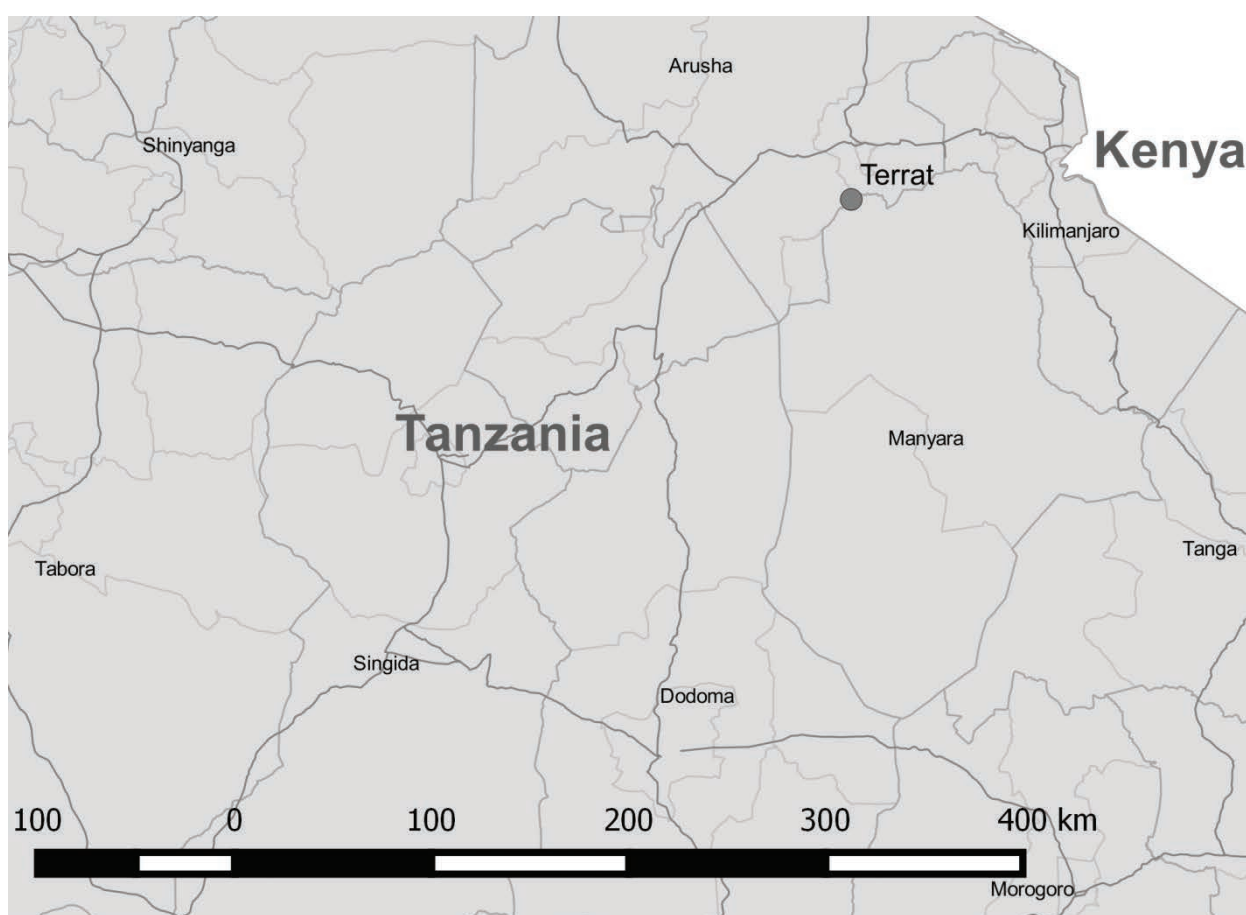 Arusha
Shinyanga
Kenya
Terrat
Kilimanjaro
Tanzania
Manyara
Tanga
Tabora
Singida
Dodoma
100 0 100 200 300 400 km
Morogoro